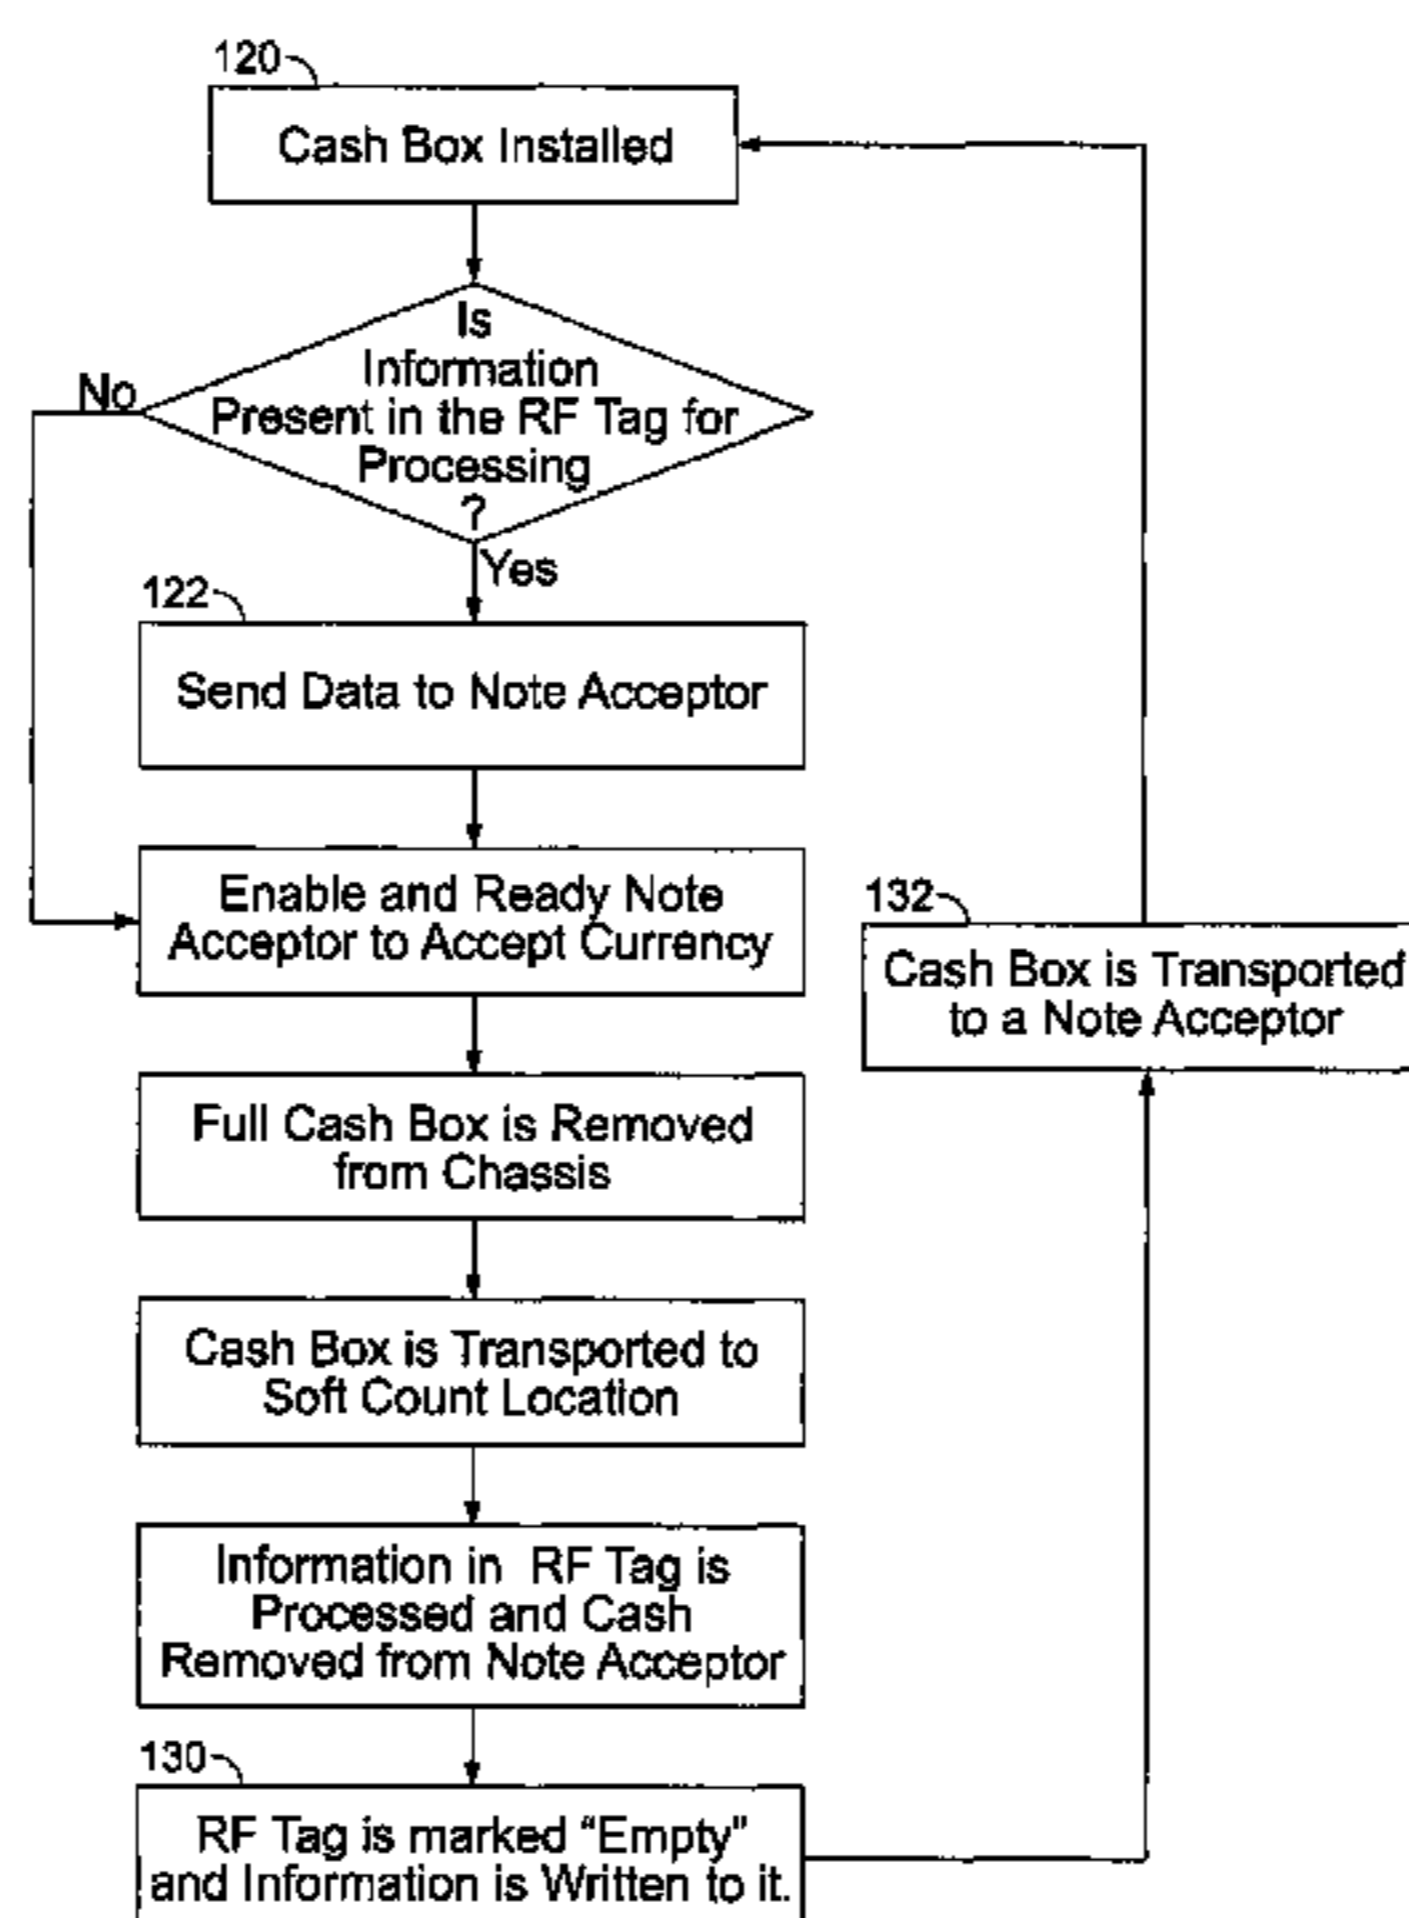 120
Cash Box Installed
Is
Information
Present in the RF Tag for
Processing
?
No
Yes
122
Send Data to Note Acceptor
Enable and Ready Note
Acceptor to Accept Currency
132
Cash Box is Transported
to a Note Acceptor
Full Cash Box is Removed
from Chassis
Cash Box is Transported to
Soft Count Location
Information in RF Tag is
Processed and Cash
Removed from Note Acceptor
130
RF Tag is marked “Empty”
and Information is Written to it.